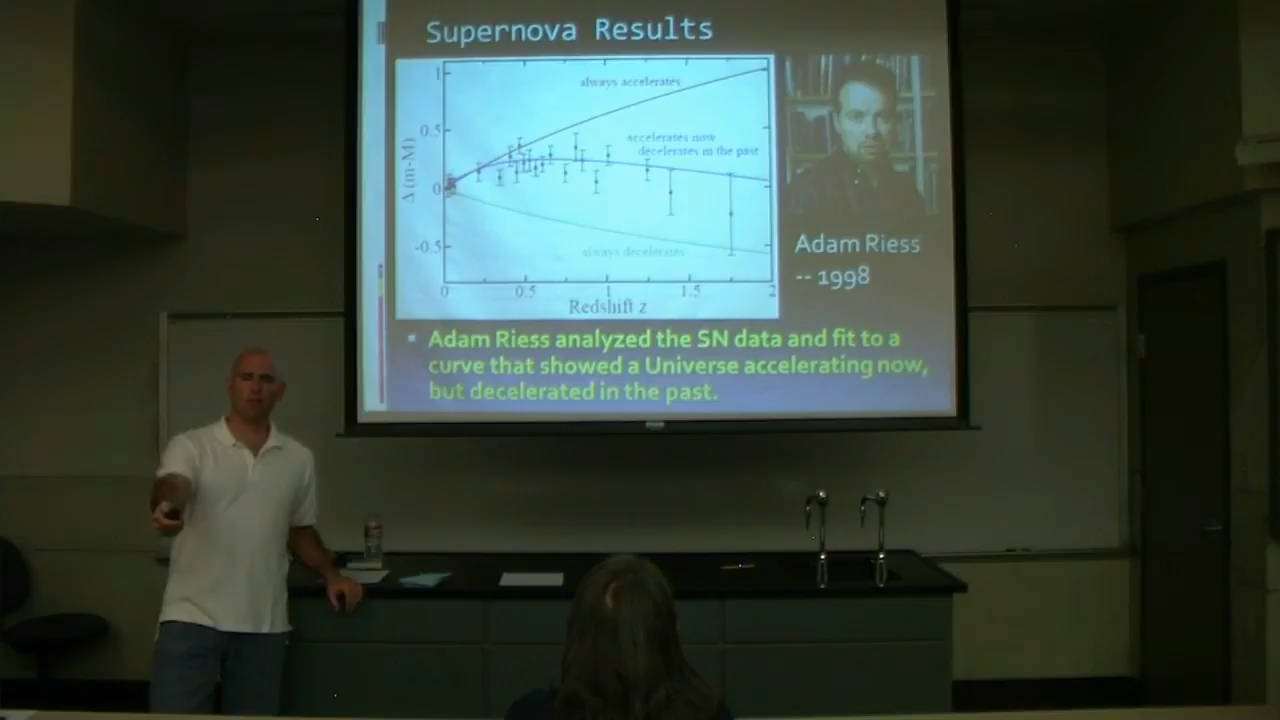 Supernova Results
1
0.5
0
-0.5
Δ (m-M)
always accelerates
accelerates now
decelerates in the past
always decelerates
0 0.5 1 1.5 2
Redshift z
Adam Riess
-- 1998
▪ Adam Riess analyzed the SN data and fit to a
curve that showed a Universe accelerating now,
but decelerated in the past.